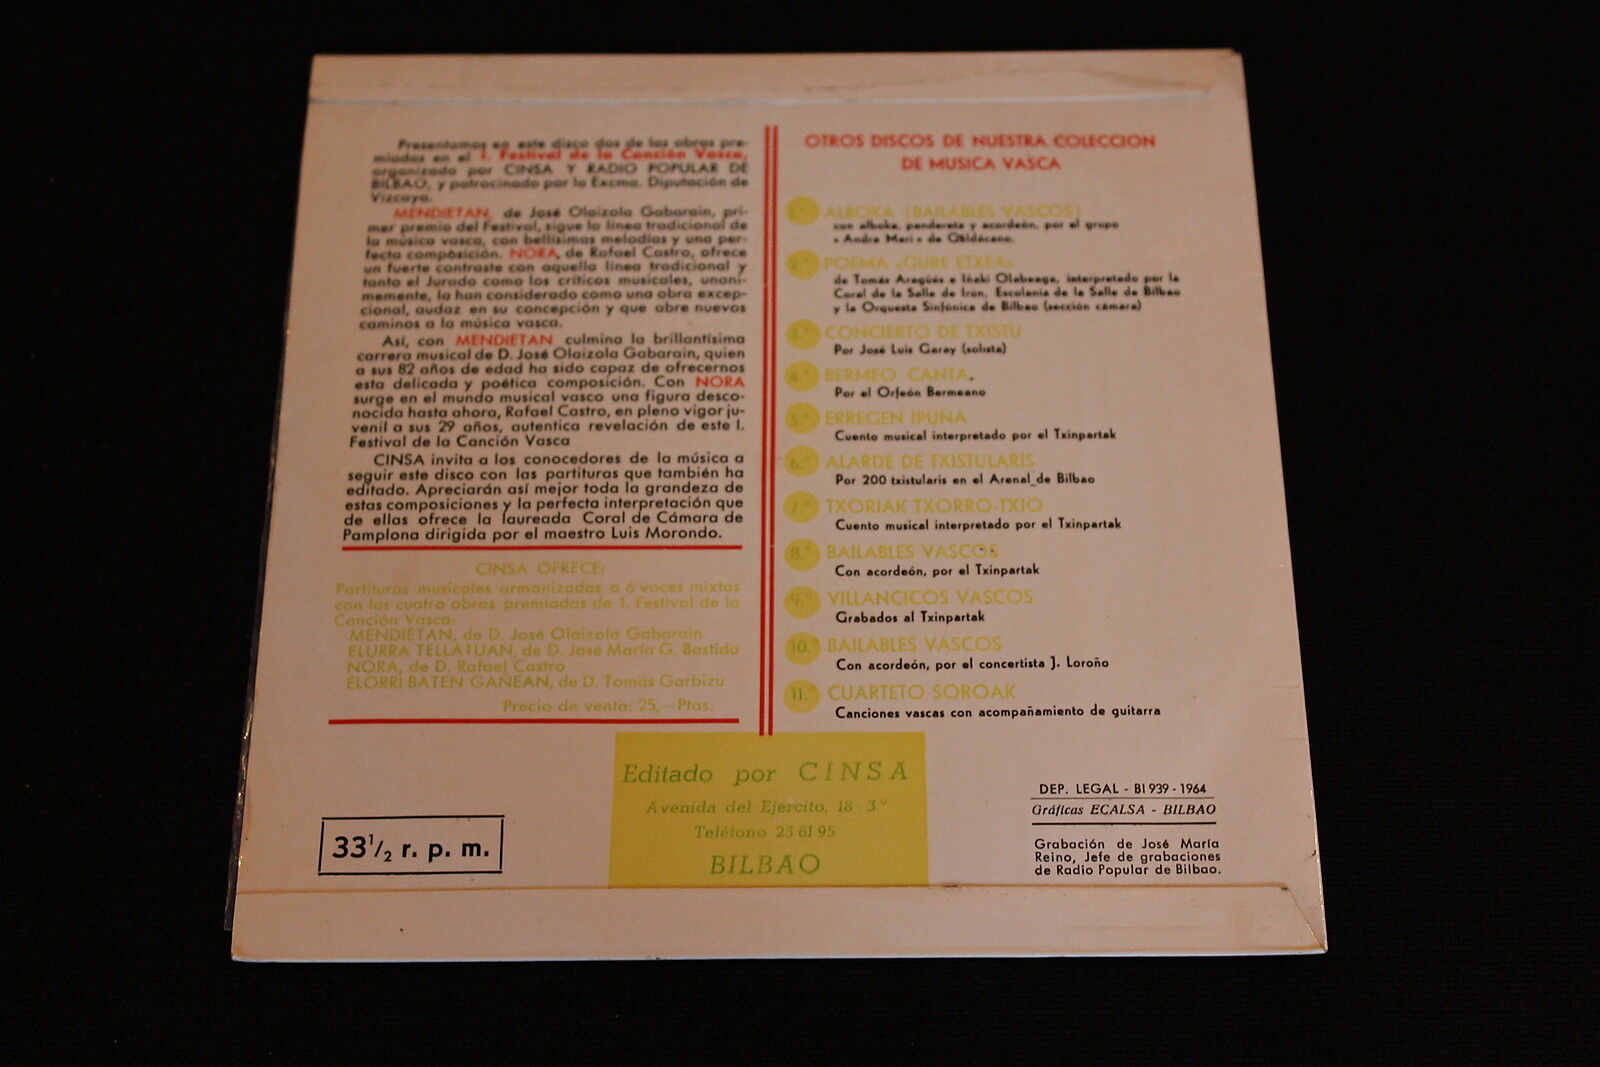 Presentamos en este disco dos de las obras pre-
miadas en el I. Festival de la Canción Vasca,
organizado por CINSA Y RADIO POPULAR DE
BILBAO, y patrocinado por la Excma. Diputación de
Vizcaya.
MENDIETAN, de José Olaizola Gabarain, pri-
mer premio del Festival, sigue la línea tradicional de
la música vasca, con bellísimas melodías y una per-
fecta composición. NORA, de Rafael Castro, ofrece
un fuerte contraste con aquella línea tradicional y
tanto el Jurado como los críticos musicales, unani-
memente, la han considerado como una obra excep-
cional, audaz en su concepción y que abre nuevos
caminos a la música vasca.
Así, con MENDIETAN culmina la brillantísima
carrera musical de D. José Olaizola Gabarain, quien
a sus 82 años de edad ha sido capaz de ofrecernos
esta delicada y poética composición. Con NORA
surge en el mundo musical vasco una figura desco-
nocida hasta ahora, Rafael Castro, en pleno vigor ju-
venil a sus 29 años, autentica revelación de este I.
Festival de la Canción Vasca
CINSA invita a los conocedores de la música a
seguir este disco con las partituras que también ha
editado. Apreciarán así mejor toda la grandeza de
estas composiciones y la perfecta interpretación que
de ellas ofrece la laureada Coral de Cámara de
Pamplona dirigida por el maestro Luis Morondo.
CINSA OFRECE:
Partituras musicales armonizadas a 6 voces mixtas
con las cuatro obras premiadas de I. Festival de la
Canción Vasca:
MENDIETAN, de D. José Olaizola Gabarain
ELURRA TELLATUAN, de D. José María G. Bastida
NORA, de D. Rafael Castro
ELORRI BATEN GAÑEAN, de D. Tomás Garbizu
Precio de venta: 25,—Ptas.
33 1/2 r. p. m.
OTROS DISCOS DE NUESTRA COLECCION
DE MUSICA VASCA
1.° ALBOKA (BAILABLES VASCOS)
con alboka, pandereta y acordeón, por el grupo
«Andra Mari» de Galdácano.
2.° POEMA «GURE ETXEA»
de Tomás Aragüés e Iñaki Olabeaga, interpretado por la
Coral de la Salle de Irún, Escolanía de la Salle de Bilbao
y la Orquesta Sinfónica de Bilbao (sección cámara)
3.° CONCIERTO DE TXISTU
Por José Luis Garay (solista)
4.° BERMEO CANTA.
Por el Orfeón Bermeano
5.° ERREGEN IPUÑA
Cuento musical interpretado por el Txinpartak
6.° ALARDE DE TXISTULARIS
Por 200 txistularis en el Arenal de Bilbao
7.° TXORIAK TXORRO-TXIO
Cuento musical interpretado por el Txinpartak
8.° BAILABLES VASCOS
Con acordeón, por el Txinpartak
9.° VILLANCICOS VASCOS
Grabados al Txinpartak
10.° BAILABLES VASCOS
Con acordeón, por el concertista J. Loroño
11.° CUARTETO SOROAK
Canciones vascas con acompañamiento de guitarra
Editado por CINSA
Avenida del Ejercito, 18 - 3.°
Teléfono 23 61 95
BILBAO
DEP. LEGAL - BI 939 - 1964
Gráficas ECALSA - BILBAO
Grabación de José María
Reino, Jefe de grabaciones
de Radio Popular de Bilbao.